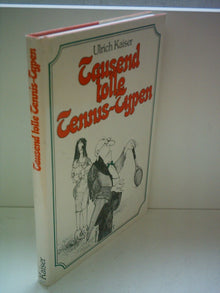 Ulrich Kaiser
Tausend
tolle
Tennis-Typen
Tausend tolle Tennis-Typen
Kaiser